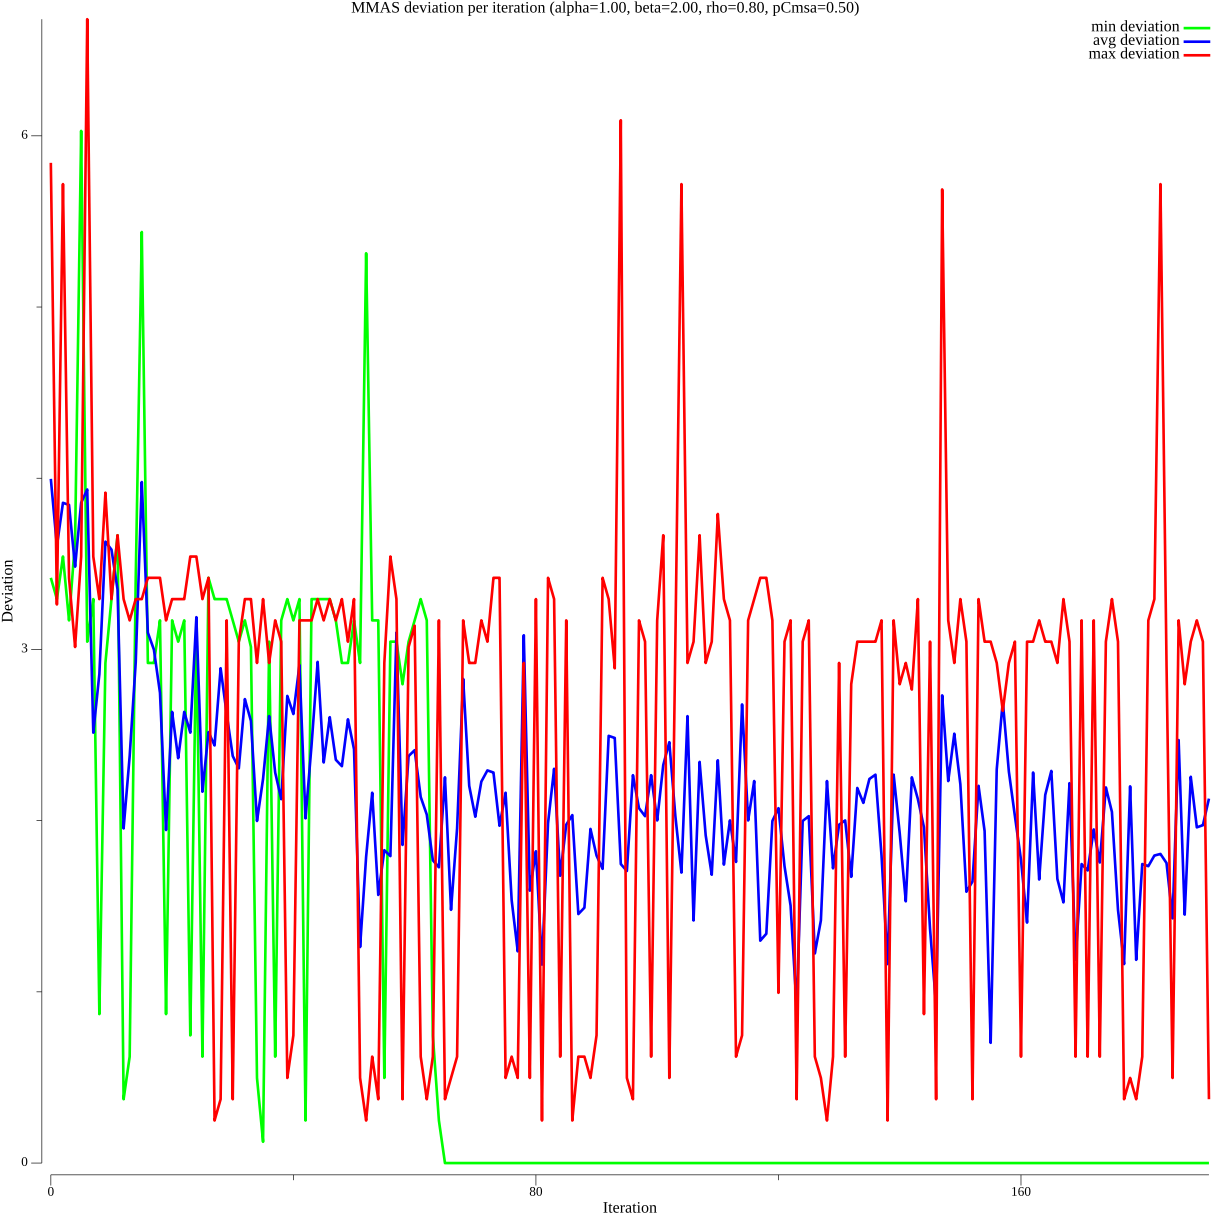 MMAS deviation per iteration (alpha=1.00, beta=2.00, rho=0.80, pCmsa=0.50)
min deviation
avg deviation
max deviation
6
3
0
Deviation
0
80
160
Iteration